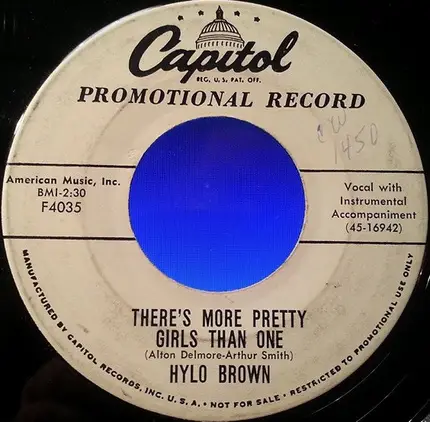 Capitol
REG. U.S. PAT. OFF.
PROMOTIONAL RECORD
1450
American Music, Inc.
BMI-2:30
F4035
Vocal with
Instrumental
Accompaniment
(45-16942)
THERE'S MORE PRETTY
GIRLS THAN ONE
(Alton Delmore-Arthur Smith)
HYLO BROWN
MANUFACTURED BY CAPITOL RECORDS, INC. U. S. A. • NOT FOR SALE • RESTRICTED TO PROMOTIONAL USE ONLY